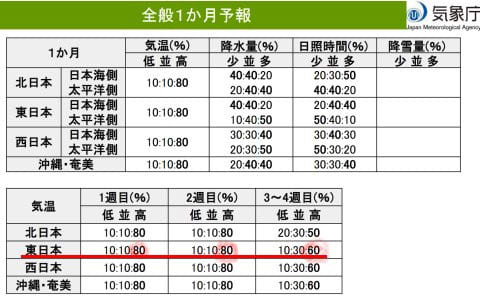 全般1か月予報
気象庁
Japan Meteorological Agency
1か月 気温(%) 降水量(%) 日照時間(%) 降雪量(%)
低 並 高 少 並 多 少 並 多 少 並 多
北日本 日本海側 10:10:80 40:40:20 20:30:50
太平洋側 20:40:40 40:40:20
東日本 日本海側 10:10:80 40:40:20 20:40:40
太平洋側 10:40:50 50:40:10
西日本 日本海側 10:10:80 30:30:40 30:40:30
太平洋側 20:30:50 50:30:20
沖縄・奄美 10:10:80 20:40:40 30:30:40
気温 1週目(%) 2週目(%) 3～4週目(%)
低 並 高 低 並 高 低 並 高
北日本 10:10:80 10:10:80 20:30:50
東日本 10:10:80 10:10:80 10:30:60
西日本 10:10:80 10:10:80 10:30:60
沖縄・奄美 10:10:80 10:10:80 10:30:60